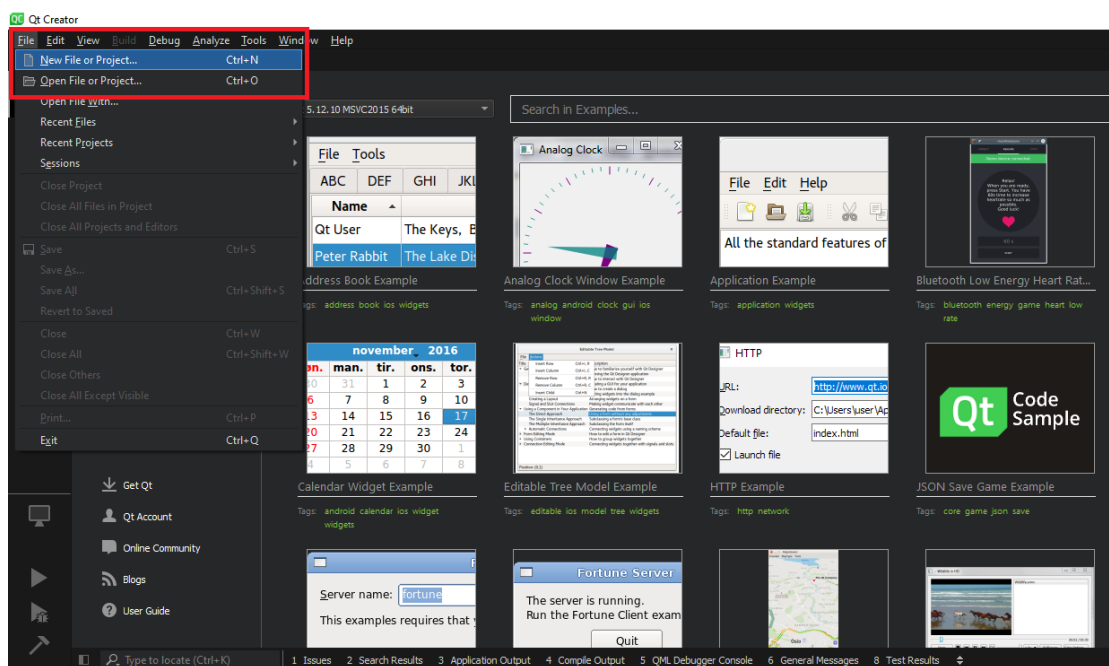 Qt Creator
File Edit View Build Debug Analyze Tools Window Help
New File or Project... Ctrl+N
Open File or Project... Ctrl+O
Open File With...
Recent Files
Recent Projects
Sessions
Close Project
Close All Files in Project
Close All Projects and Editors
Save Ctrl+S
Save As...
Save All Ctrl+Shift+S
Revert to Saved
Close Ctrl+W
Close All Ctrl+Shift+W
Close Others
Close All Except Visible
Print... Ctrl+P
Exit Ctrl+Q
Get Qt
Qt Account
Online Community
Blogs
User Guide
5.12.10 MSVC2015 64bit
Search in Examples...
File Tools
ABC DEF GHI JKL
Name
Qt User The Keys, B
Peter Rabbit The Lake Dis
Address Book Example
Tags: address book ios widgets
Analog Clock
Analog Clock Window Example
Tags: analog android clock gui ios
window
File Edit Help
All the standard features of
Application Example
Tags: application widgets
Bluetooth Low Energy Heart Rat...
Tags: bluetooth energy game heart low
rate
november 2016
man. tir. ons. tor.
31 1 2 3
7 8 9 10
14 15 16 17
21 22 23 24
28 29 30 1
5 6 7 8
Calendar Widget Example
Tags: android calendar ios widget
widgets
Editable Tree Model Example
Tags: editable ios model tree widgets
HTTP
URL: http://www.qt.io
Download directory: C:\Users\user\Ap
Default file: index.html
Launch file
HTTP Example
Tags: http network
Qt Code
Sample
JSON Save Game Example
Tags: core game json save
Server name: fortune
This examples requires that
Fortune Server
The server is running.
Run the Fortune Client exam
Quit
Type to locate (Ctrl+K)
1 Issues 2 Search Results 3 Application Output 4 Compile Output 5 QML Debugger Console 6 General Messages 8 Test Results